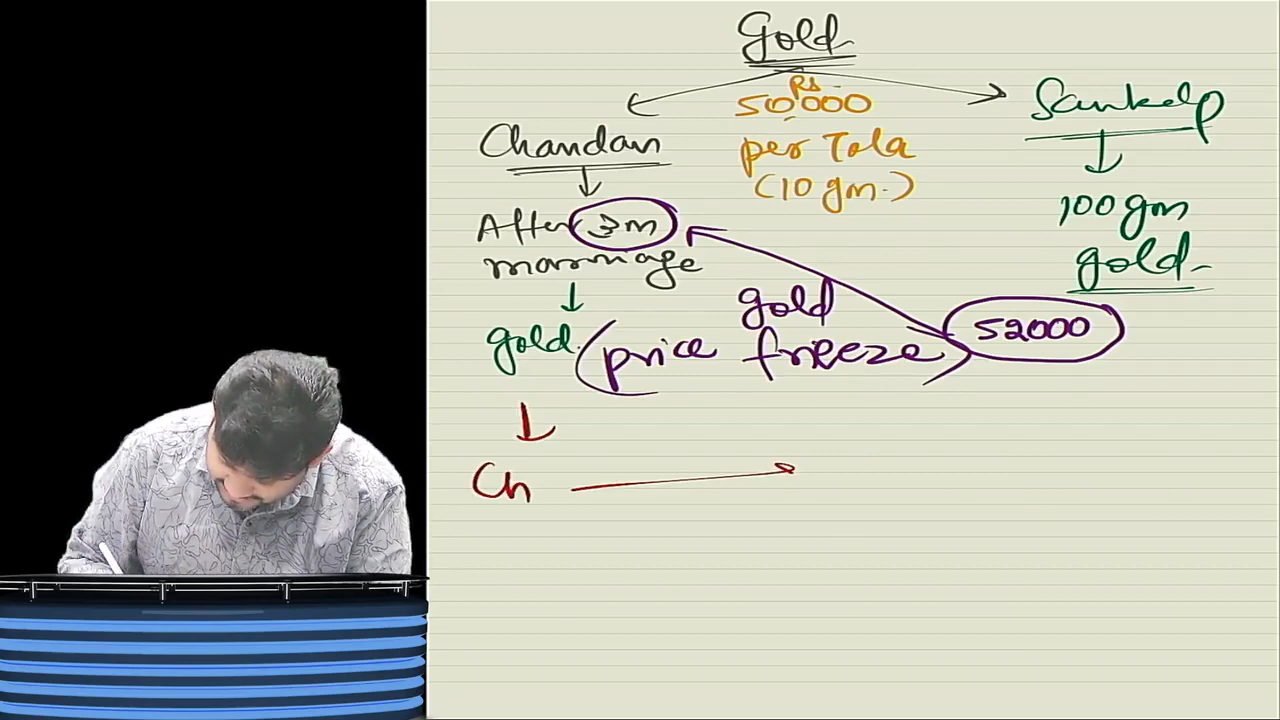 Gold
Rs.
50,000
per Tola
(10 gm.)
Chandan
After 3m
marriage
gold.
gold
(price freeze)
52000
Sankalp
100 gm
gold
Ch